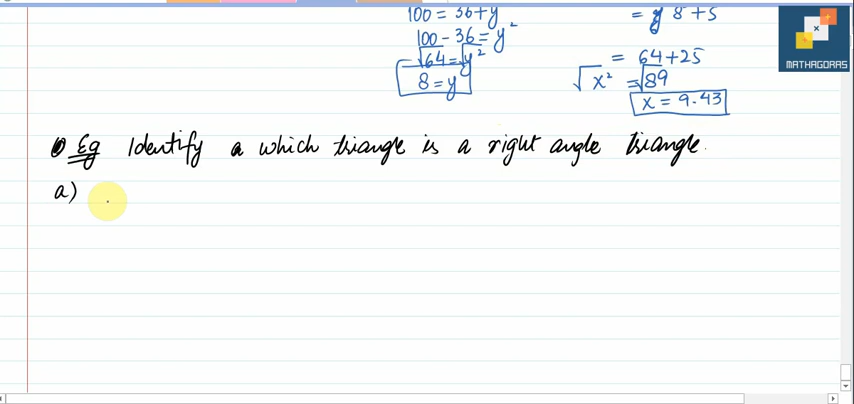 100 = 36 + y
100 - 36 = y²
√64 = √y²
8 = y
= y 8 + 5
= 64 + 25
√x² = √89
x = 9.43
MATHAGORAS
Eg Identify a which triangle is a right angle triangle.
a)